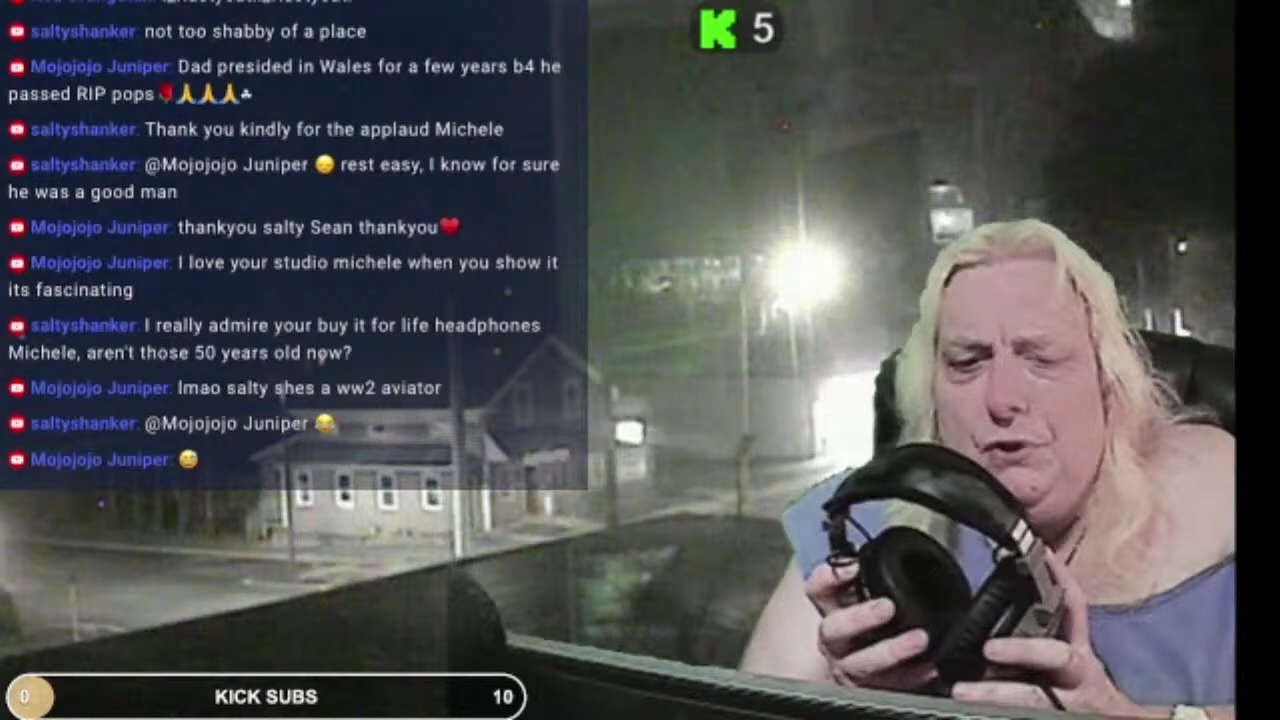 saltyshanker: not too shabby of a place
Mojojojo Juniper: Dad presided in Wales for a few years b4 he
passed RIP pops🌹🙏🙏🙏☘
saltyshanker: Thank you kindly for the applaud Michele
saltyshanker: @Mojojojo Juniper 😔 rest easy, I know for sure
he was a good man
Mojojojo Juniper: thankyou salty Sean thankyou❤️
Mojojojo Juniper: I love your studio michele when you show it
its fascinating
saltyshanker: I really admire your buy it for life headphones
Michele, aren't those 50 years old now?
Mojojojo Juniper: lmao salty shes a ww2 aviator
saltyshanker: @Mojojojo Juniper 😂
Mojojojo Juniper: 😅
K 5
0 KICK SUBS 10